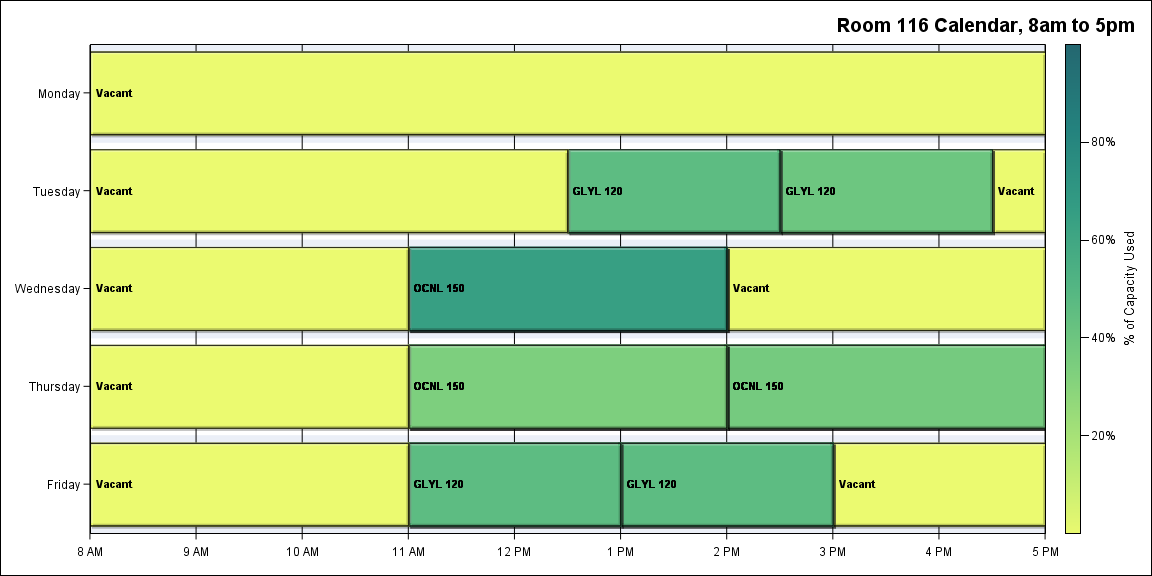 Room 116 Calendar, 8am to 5pm
Monday
Vacant
Tuesday
Vacant
GLYL 120
GLYL 120
Vacant
Wednesday
Vacant
OCNL 150
Vacant
Thursday
Vacant
OCNL 150
OCNL 150
Friday
Vacant
GLYL 120
GLYL 120
Vacant
8 AM
9 AM
10 AM
11 AM
12 PM
1 PM
2 PM
3 PM
4 PM
5 PM
80%
60%
40%
20%
% of Capacity Used